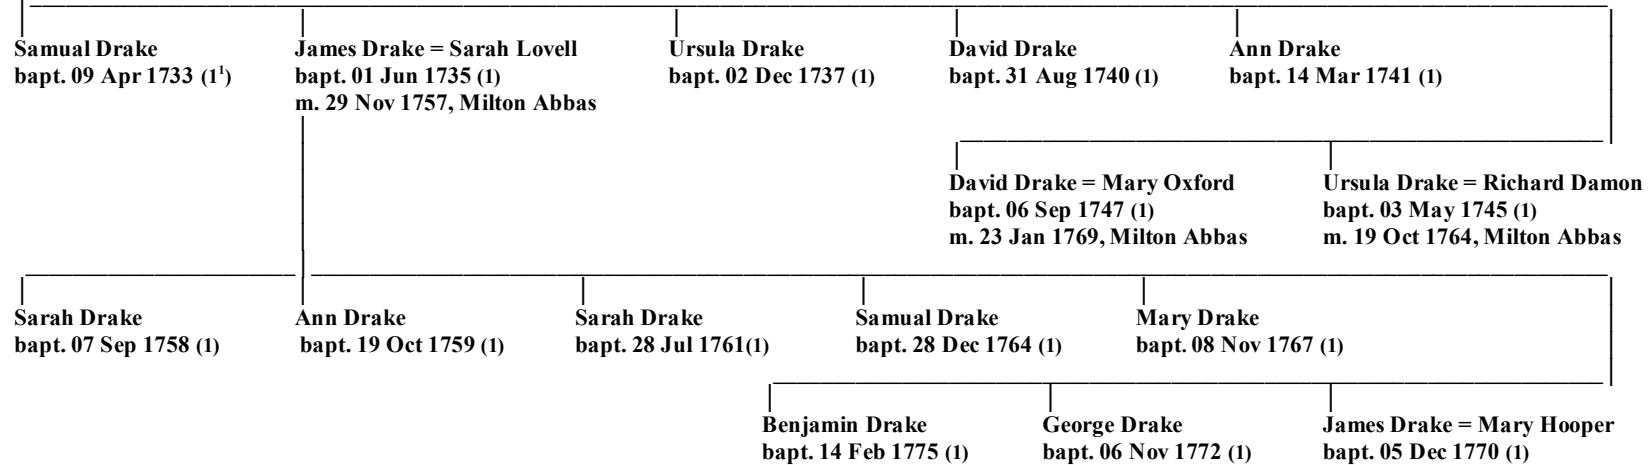 Samual Drake
bapt. 09 Apr 1733 (1¹)
James Drake = Sarah Lovell
bapt. 01 Jun 1735 (1)
m. 29 Nov 1757, Milton Abbas
Ursula Drake
bapt. 02 Dec 1737 (1)
David Drake
bapt. 31 Aug 1740 (1)
Ann Drake
bapt. 14 Mar 1741 (1)
David Drake = Mary Oxford
bapt. 06 Sep 1747 (1)
m. 23 Jan 1769, Milton Abbas
Ursula Drake = Richard Damon
bapt. 03 May 1745 (1)
m. 19 Oct 1764, Milton Abbas
Sarah Drake
bapt. 07 Sep 1758 (1)
Ann Drake
bapt. 19 Oct 1759 (1)
Sarah Drake
bapt. 28 Jul 1761(1)
Samual Drake
bapt. 28 Dec 1764 (1)
Mary Drake
bapt. 08 Nov 1767 (1)
Benjamin Drake
bapt. 14 Feb 1775 (1)
George Drake
bapt. 06 Nov 1772 (1)
James Drake = Mary Hooper
bapt. 05 Dec 1770 (1)